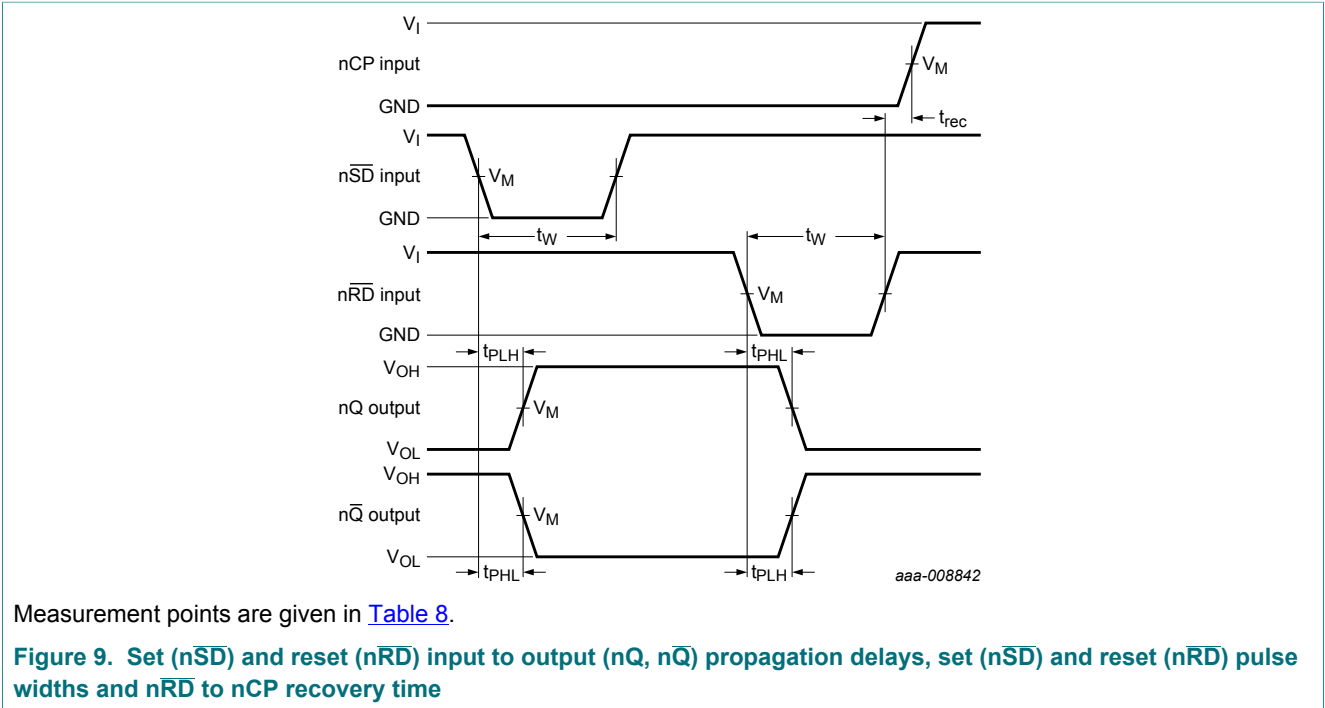 V_I
nCP input
V_M
GND
t_rec
V_I
nS̅D̅ input
V_M
GND
t_W
t_W
V_I
nR̅D̅ input
V_M
GND
t_PLH
t_PHL
V_OH
nQ output
V_M
V_OL
V_OH
nQ̅ output
V_M
V_OL
t_PHL
t_PLH
aaa-008842
Measurement points are given in Table 8.
Figure 9. Set (nS̅D̅) and reset (nR̅D̅) input to output (nQ, nQ̅) propagation delays, set (nS̅D̅) and reset (nR̅D̅) pulse
widths and nR̅D̅ to nCP recovery time